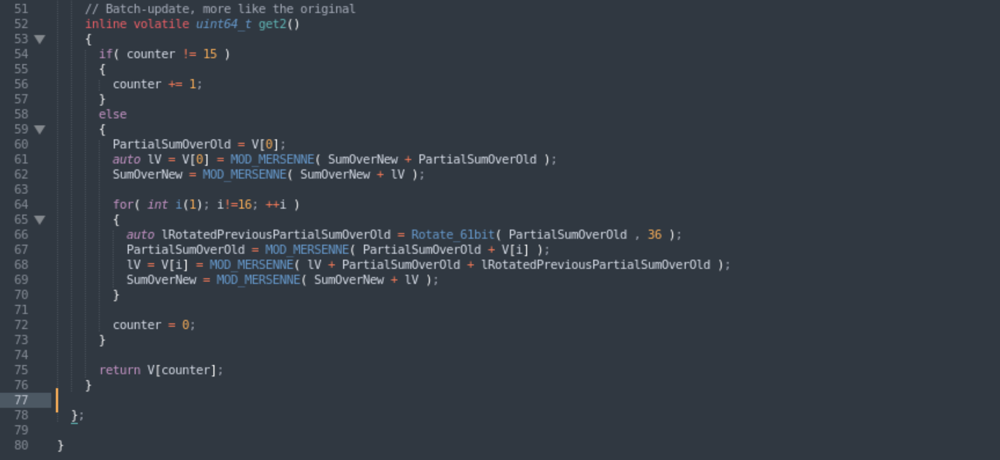 51 // Batch-update, more like the original
52 inline volatile uint64_t get2()
53 {
54 if( counter != 15 )
55 {
56 counter += 1;
57 }
58 else
59 {
60 PartialSumOverOld = V[0];
61 auto lV = V[0] = MOD_MERSENNE( SumOverNew + PartialSumOverOld );
62 SumOverNew = MOD_MERSENNE( SumOverNew + lV );
63
64 for( int i(1); i!=16; ++i )
65 {
66 auto lRotatedPreviousPartialSumOverOld = Rotate_61bit( PartialSumOverOld , 36 );
67 PartialSumOverOld = MOD_MERSENNE( PartialSumOverOld + V[i] );
68 lV = V[i] = MOD_MERSENNE( lV + PartialSumOverOld + lRotatedPreviousPartialSumOverOld );
69 SumOverNew = MOD_MERSENNE( SumOverNew + lV );
70 }
71
72 counter = 0;
73 }
74
75 return V[counter];
76 }
77
78 };
79
80 }